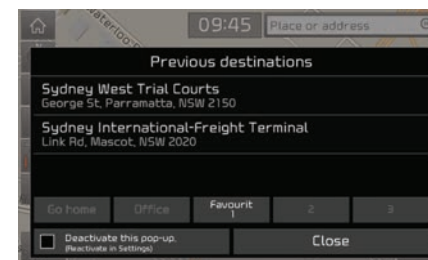 Waterloo
09:45
Place or address
Previous destinations
Sydney West Trial Courts
George St, Parramatta, NSW 2150
Sydney International-Freight Terminal
Link Rd, Mascot, NSW 2020
Go home
Office
Favourit
1
2
3
Deactivate this pop-up.
(Reactivate in Settings)
Close